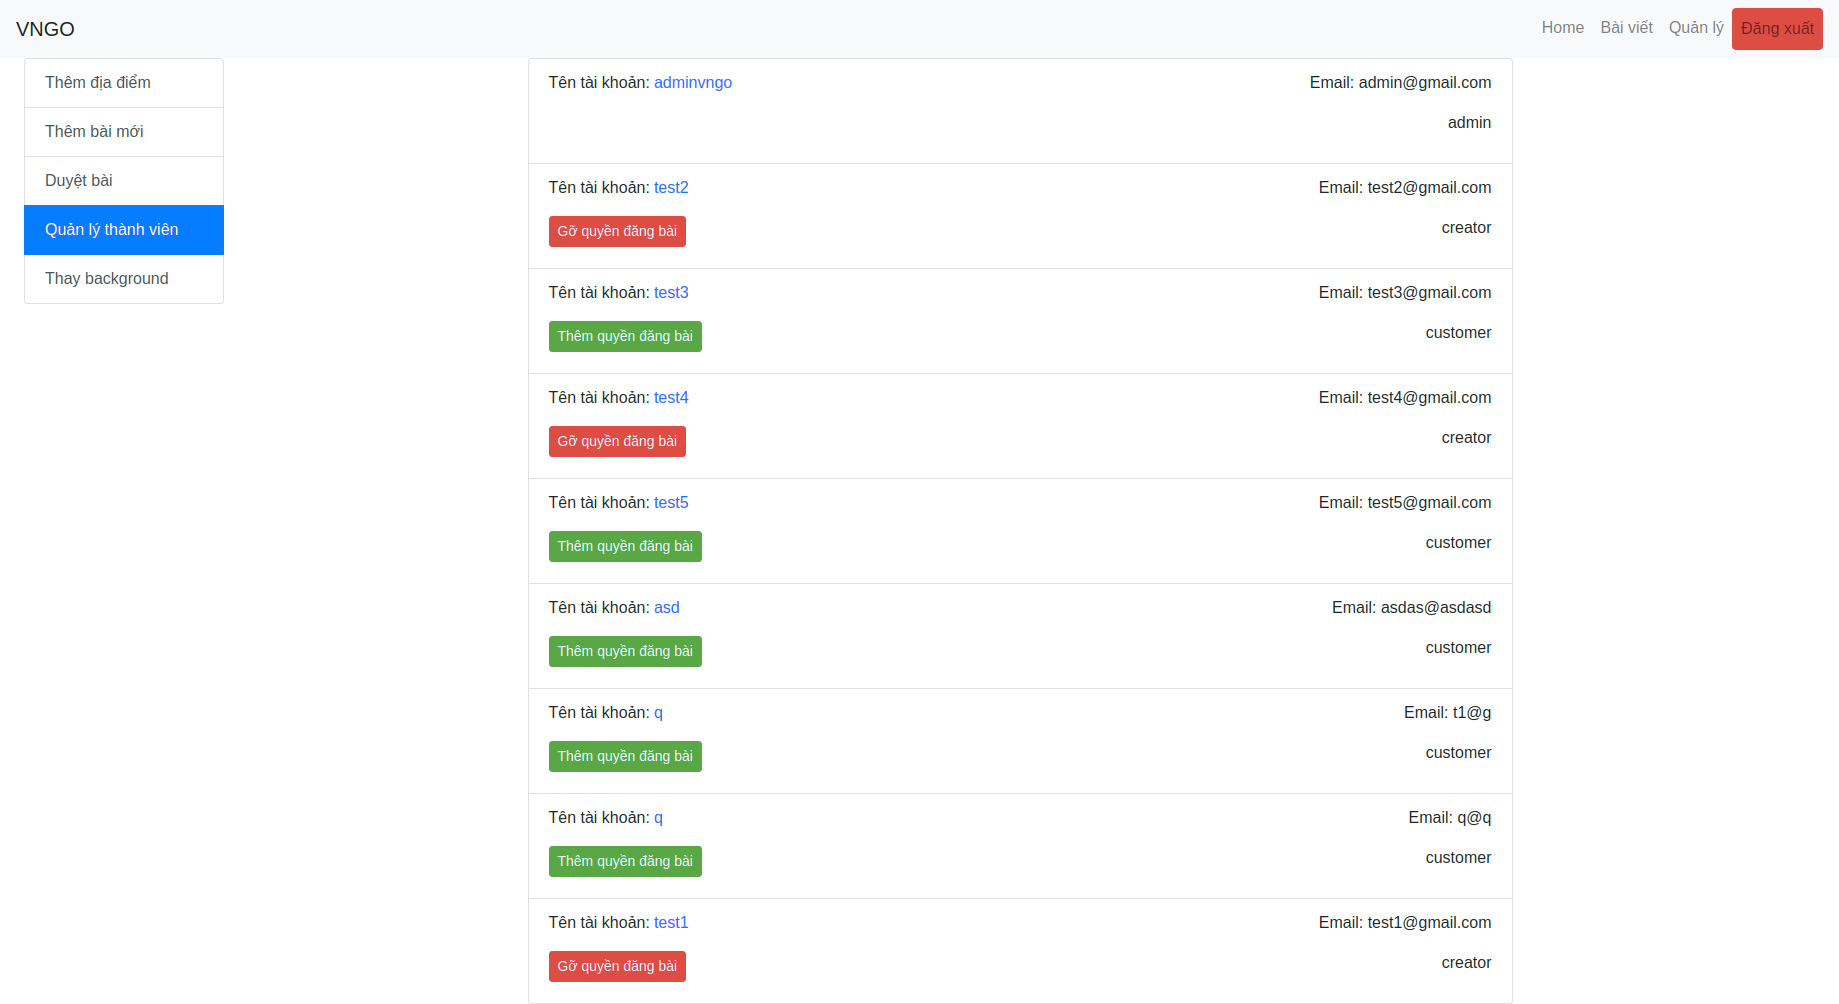 VNGO
Home
Bài viết
Quản lý
Đăng xuất
Thêm địa điểm
Thêm bài mới
Duyệt bài
Quản lý thành viên
Thay background
Tên tài khoản: adminvngo
Email: admin@gmail.com
admin
Tên tài khoản: test2
Email: test2@gmail.com
Gỡ quyền đăng bài
creator
Tên tài khoản: test3
Email: test3@gmail.com
Thêm quyền đăng bài
customer
Tên tài khoản: test4
Email: test4@gmail.com
Gỡ quyền đăng bài
creator
Tên tài khoản: test5
Email: test5@gmail.com
Thêm quyền đăng bài
customer
Tên tài khoản: asd
Email: asdas@asdasd
Thêm quyền đăng bài
customer
Tên tài khoản: q
Email: t1@g
Thêm quyền đăng bài
customer
Tên tài khoản: q
Email: q@q
Thêm quyền đăng bài
customer
Tên tài khoản: test1
Email: test1@gmail.com
Gỡ quyền đăng bài
creator